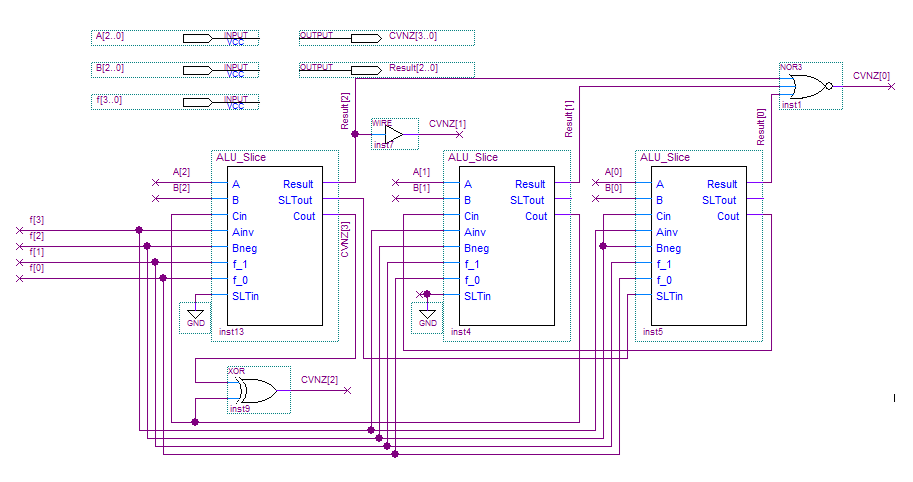 A[2..0] INPUT VCC OUTPUT CVNZ[3..0]
B[2..0] INPUT VCC OUTPUT Result[2..0]
f[3..0] INPUT VCC
NOR3
CVNZ[0]
inst1
Result[2]
Result[1]
Result[0]
WIRE
CVNZ[1]
inst7
ALU_Slice
A[2]
B[2]
A
B
Cin
Ainv
Bneg
f_1
f_0
SLTin
Result
SLTout
Cout
inst13
GND
CVNZ[3]
ALU_Slice
A[1]
B[1]
A
B
Cin
Ainv
Bneg
f_1
f_0
SLTin
Result
SLTout
Cout
inst4
GND
ALU_Slice
A[0]
B[0]
A
B
Cin
Ainv
Bneg
f_1
f_0
SLTin
Result
SLTout
Cout
inst5
f[3]
f[2]
f[1]
f[0]
XOR
CVNZ[2]
inst9